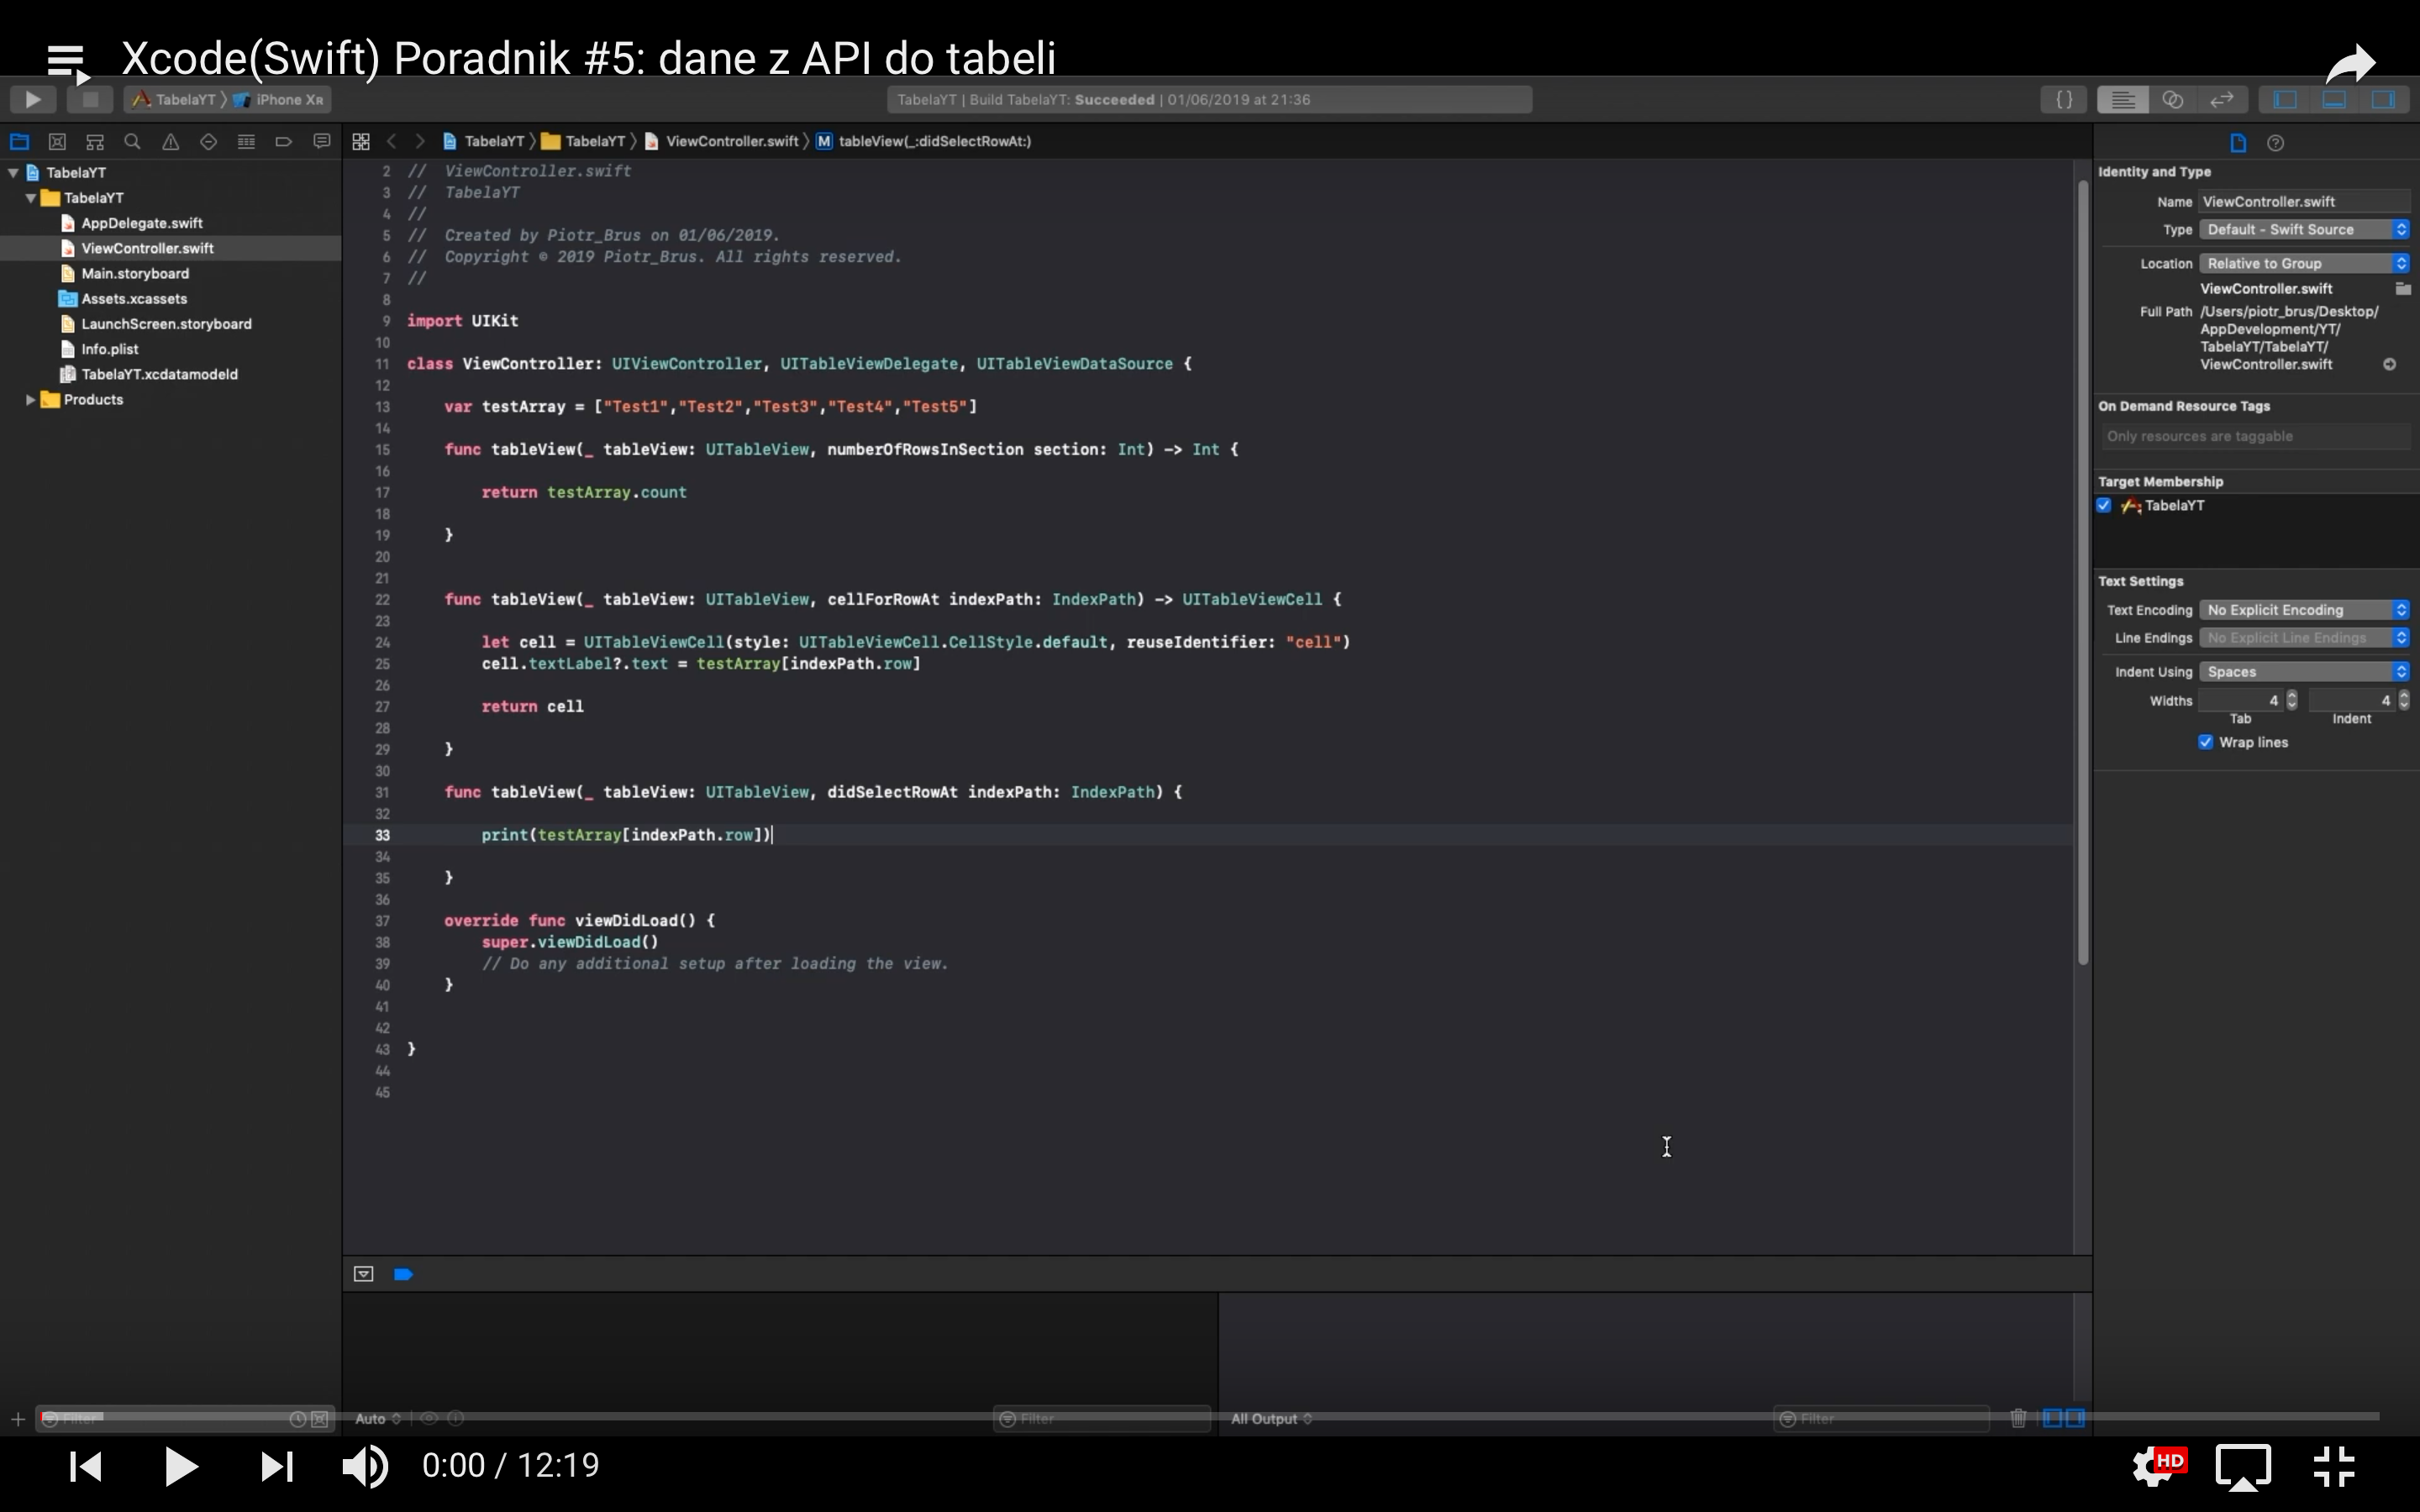 Xcode(Swift) Poradnik #5: dane z API do tabeli
TabelaYT 〉 iPhone XR
TabelaYT | Build TabelaYT: Succeeded | 01/06/2019 at 21:36
{ }
TabelaYT 〉 TabelaYT 〉 ViewController.swift 〉 M tableView(_:didSelectRowAt:)
TabelaYT
TabelaYT
AppDelegate.swift
ViewController.swift
Main.storyboard
Assets.xcassets
LaunchScreen.storyboard
Info.plist
TabelaYT.xcdatamodeld
Products
2 // ViewController.swift
3 // TabelaYT
4 //
5 // Created by Piotr_Brus on 01/06/2019.
6 // Copyright © 2019 Piotr_Brus. All rights reserved.
7 //
8
9 import UIKit
10
11 class ViewController: UIViewController, UITableViewDelegate, UITableViewDataSource {
12
13 var testArray = ["Test1","Test2","Test3","Test4","Test5"]
14
15 func tableView(_ tableView: UITableView, numberOfRowsInSection section: Int) -> Int {
16
17 return testArray.count
18
19 }
20
21
22 func tableView(_ tableView: UITableView, cellForRowAt indexPath: IndexPath) -> UITableViewCell {
23
24 let cell = UITableViewCell(style: UITableViewCell.CellStyle.default, reuseIdentifier: "cell")
25 cell.textLabel?.text = testArray[indexPath.row]
26
27 return cell
28
29 }
30
31 func tableView(_ tableView: UITableView, didSelectRowAt indexPath: IndexPath) {
32
33 print(testArray[indexPath.row])
34
35 }
36
37 override func viewDidLoad() {
38 super.viewDidLoad()
39 // Do any additional setup after loading the view.
40 }
41
42
43 }
44
45
Identity and Type
Name ViewController.swift
Type Default - Swift Source
Location Relative to Group
ViewController.swift
Full Path /Users/piotr_brus/Desktop/
AppDevelopment/YT/
TabelaYT/TabelaYT/
ViewController.swift
On Demand Resource Tags
Only resources are taggable
Target Membership
TabelaYT
Text Settings
Text Encoding No Explicit Encoding
Line Endings No Explicit Line Endings
Indent Using Spaces
Widths 4 4
Tab Indent
Wrap lines
Filter
Auto
Filter
All Output
Filter
0:00 / 12:19
HD